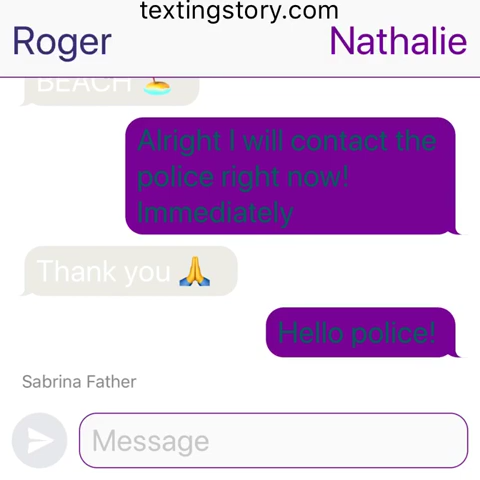 textingstory.com
Roger
Nathalie
BEACH 🏖️
Alright I will contact the
police right now!
Immediately
Thank you 🙏
Hello police!
Sabrina Father
Message